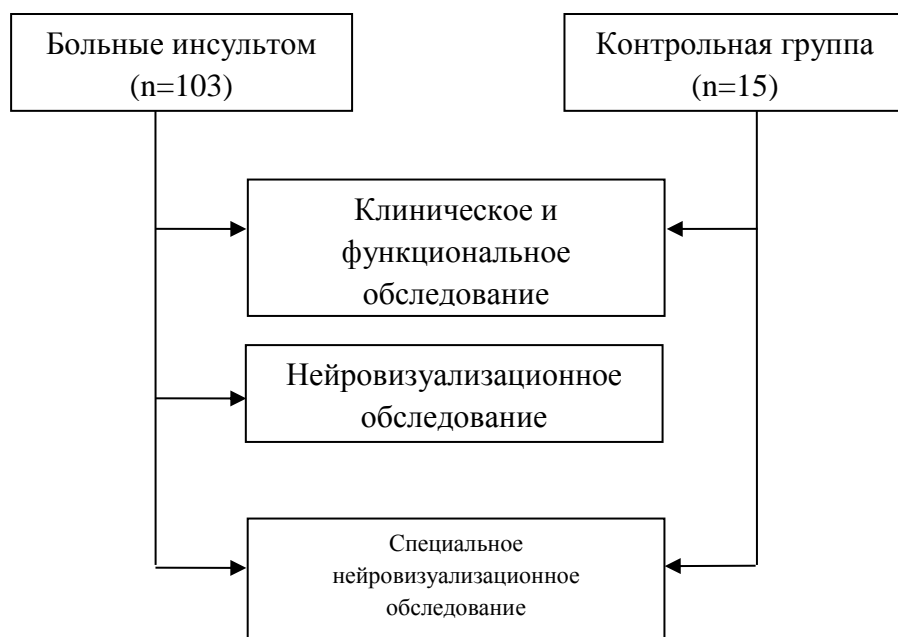 Больные инсультом
(n=103)
Контрольная группа
(n=15)
Клиническое и
функциональное
обследование
Нейровизуализационное
обследование
Специальное
нейровизуализационное
обследование